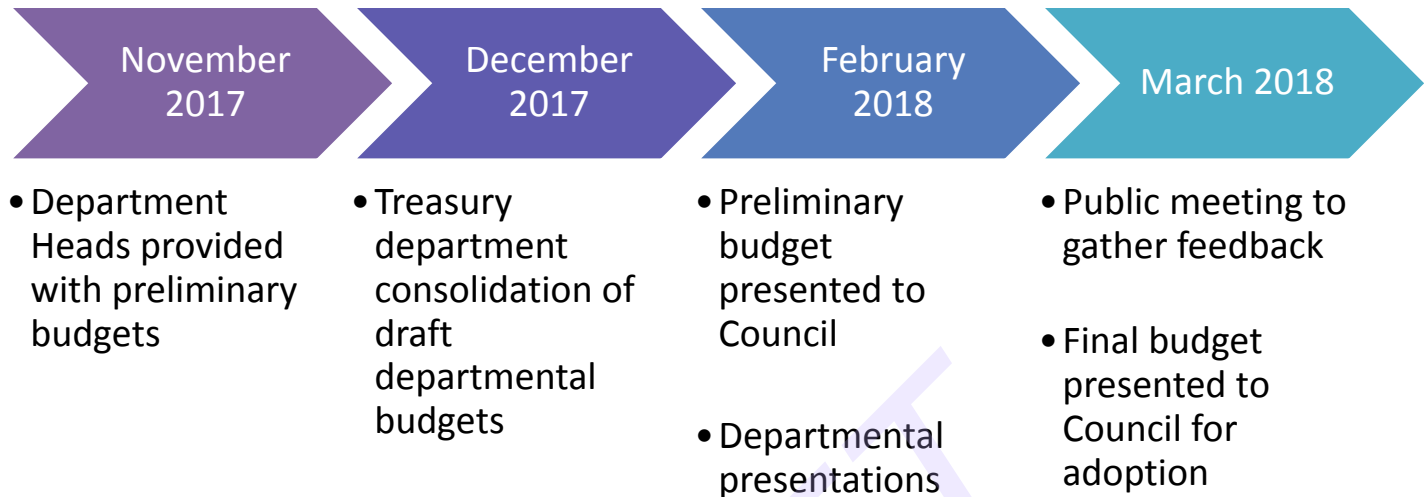 November
2017
December
2017
February
2018
March 2018
•Department
Heads provided
with preliminary
budgets
•Treasury
department
consolidation of
draft
departmental
budgets
•Preliminary
budget
presented to
Council
•Departmental
presentations
•Public meeting to
gather feedback
•Final budget
presented to
Council for
adoption